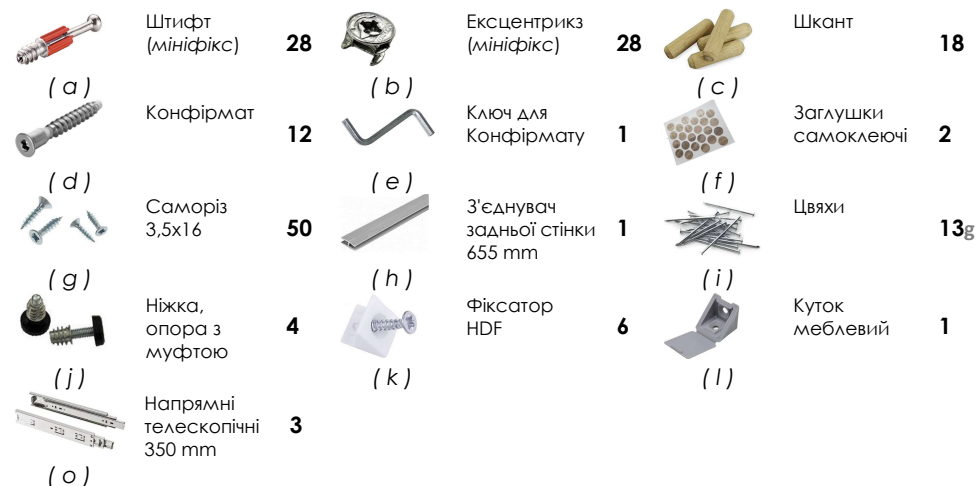 Штифт
(мініфікс)
28
( a )
Ексцентрикз
(мініфікс)
28
( b )
Шкант
18
( c )
Конфірмат
12
( d )
Ключ для
Конфірмату
1
( e )
Заглушки
самоклеючі
2
( f )
Саморіз
3,5х16
50
( g )
З'єднувач
задньої стінки
655 mm
1
( h )
Цвяхи
13g
( i )
Ніжка,
опора з
муфтою
4
( j )
Фіксатор
HDF
6
( k )
Куток
меблевий
1
( l )
Напрямні
телескопічні
350 mm
3
( o )